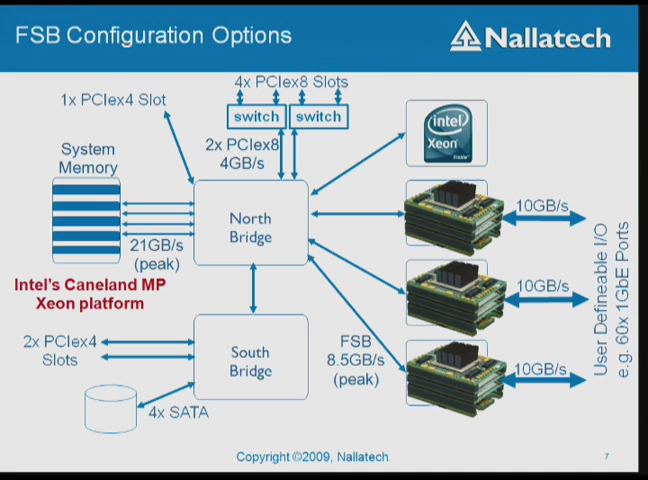 FSB Configuration Options
Nallatech
4x PCIex8 Slots
1x PCIex4 Slot
switch
switch
intel
Xeon
inside
2x PCIex8
4GB/s
System
Memory
North
Bridge
10GB/s
21GB/s
(peak)
Intel's Caneland MP
Xeon platform
10GB/s
User Defineable I/O
e.g. 60x 1GbE Ports
2x PCIex4
Slots
South
Bridge
FSB
8.5GB/s
(peak)
10GB/s
4x SATA
Copyright ©2009, Nallatech
7